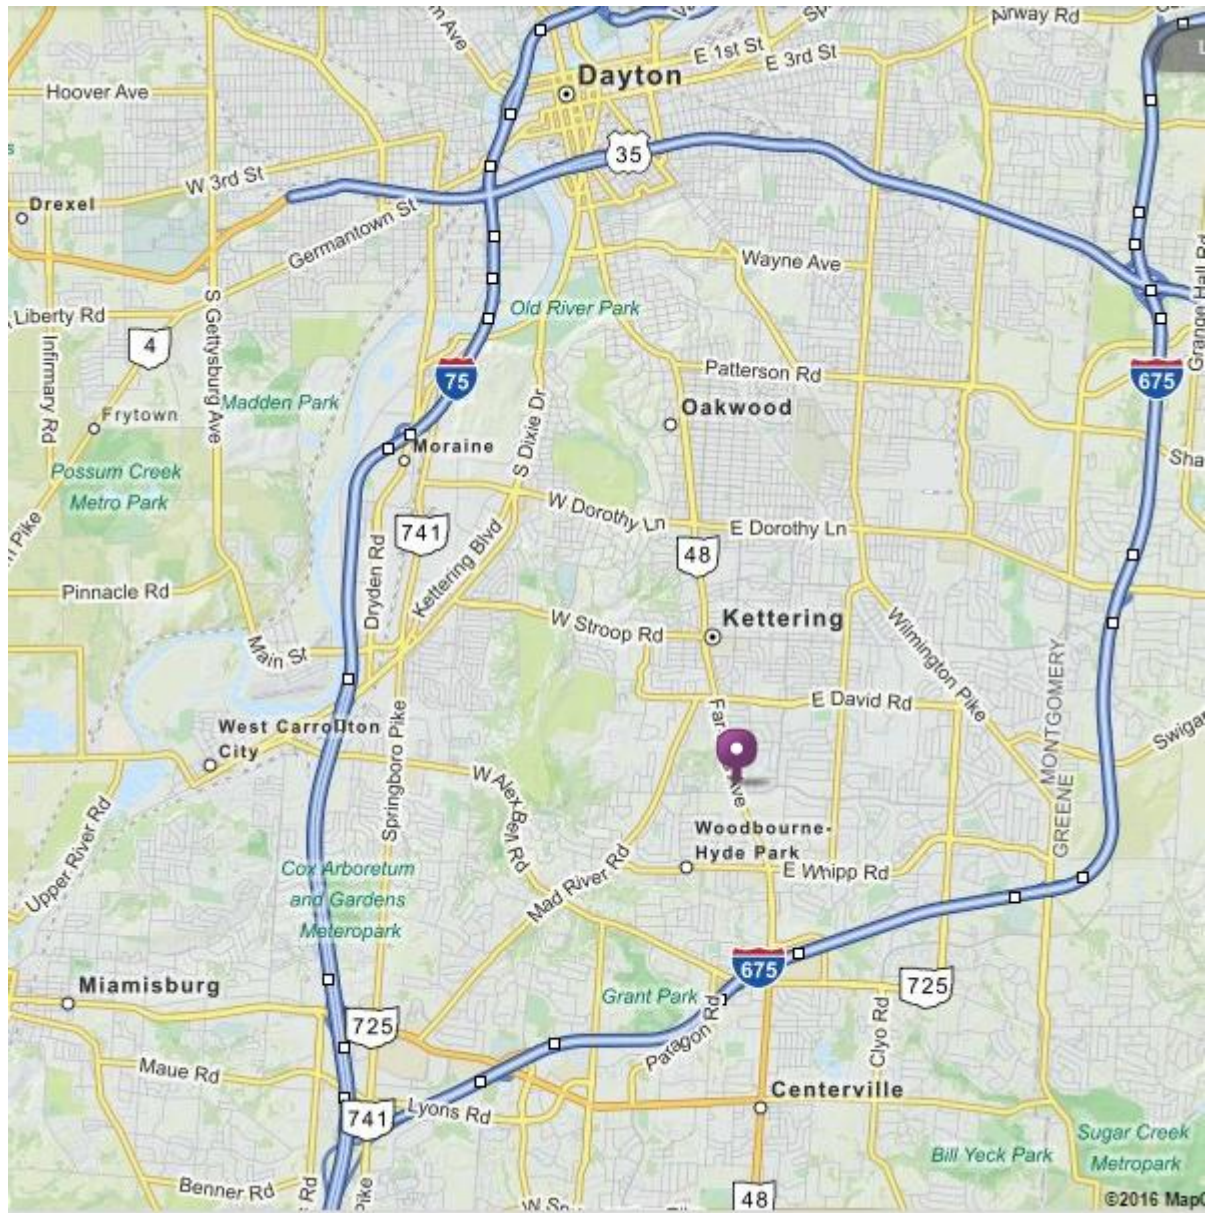 Airway Rd
E 1st St
E 3rd St
Dayton
Hoover Ave
35
W 3rd St
Drexel
Germantown St
Wayne Ave
Grange Hall Rd
Old River Park
Liberty Rd
S Gettysburg Ave
4
Infirmary Rd
75
Patterson Rd
675
Madden Park
Oakwood
Frytown
S Dixie Dr
Moraine
Possum Creek
Metro Park
W Dorothy Ln
E Dorothy Ln
741
48
Dryden Rd
Kettering Blvd
Pinnacle Rd
W Stroop Rd
Kettering
Wilmington Pike
Main St
MONTGOMERY
GREENE
E David Rd
West Carrollton
City
Springboro Pike
W Alex Bell Rd
Upper River Rd
Woodbourne-
Hyde Park
E Whipp Rd
Mad River Rd
Cox Arboretum
and Gardens
Meteropark
675
Miamisburg
Grant Park
725
725
Paragon Rd
Clyo Rd
Maue Rd
Centerville
Lyons Rd
741
Sugar Creek
Metropark
Bill Yeck Park
Benner Rd
48
©2016